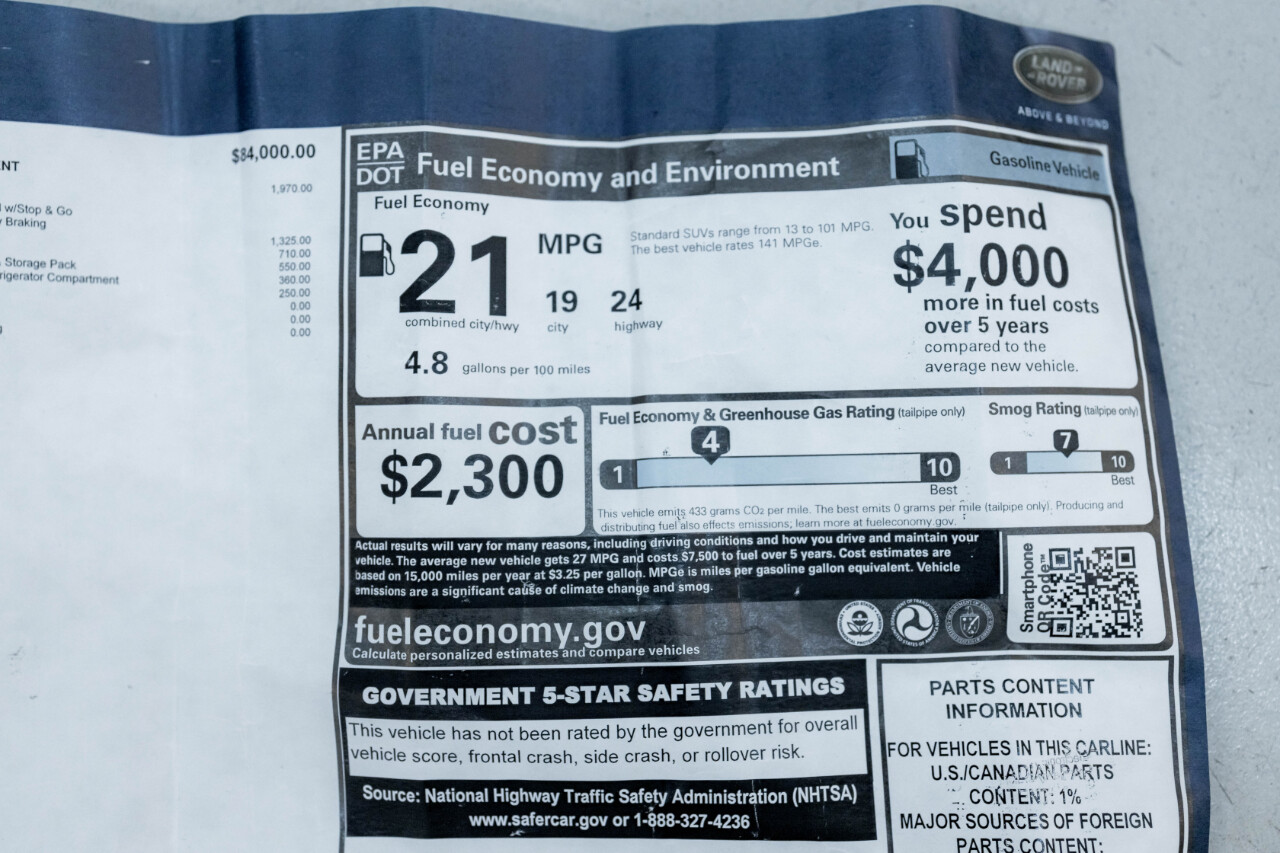 LAND-
-ROVER
ABOVE & BEYOND
NT
$84,000.00
1,970.00
w/Stop & Go
Braking
1,325.00
710.00
Storage Pack
550.00
rigerator Compartment
360.00
250.00
0.00
0.00
0.00
EPA
DOT
Fuel Economy and Environment
Gasoline Vehicle
Fuel Economy
21
MPG
combined city/hwy
19
city
24
highway
4.8 gallons per 100 miles
Standard SUVs range from 13 to 101 MPG.
The best vehicle rates 141 MPGe.
You spend
$4,000
more in fuel costs
over 5 years
compared to the
average new vehicle.
Annual fuel cost
$2,300
Fuel Economy & Greenhouse Gas Rating (tailpipe only)
4
1
10
Best
Smog Rating (tailpipe only)
7
1
10
Best
This vehicle emits 433 grams CO₂ per mile. The best emits 0 grams per mile (tailpipe only). Producing and
distributing fuel also effects emissions; learn more at fueleconomy.gov.
Actual results will vary for many reasons, including driving conditions and how you drive and maintain your
vehicle. The average new vehicle gets 27 MPG and costs $7,500 to fuel over 5 years. Cost estimates are
based on 15,000 miles per year at $3.25 per gallon. MPGe is miles per gasoline gallon equivalent. Vehicle
emissions are a significant cause of climate change and smog.
fueleconomy.gov
Calculate personalized estimates and compare vehicles
Smartphone
QR Code™
GOVERNMENT 5-STAR SAFETY RATINGS
This vehicle has not been rated by the government for overall
vehicle score, frontal crash, side crash, or rollover risk.
Source: National Highway Traffic Safety Administration (NHTSA)
www.safercar.gov or 1-888-327-4236
PARTS CONTENT
INFORMATION
FOR VEHICLES IN THIS CARLINE:
U.S./CANADIAN PARTS
CONTENT: 1%
MAJOR SOURCES OF FOREIGN
PARTS CONTENT: